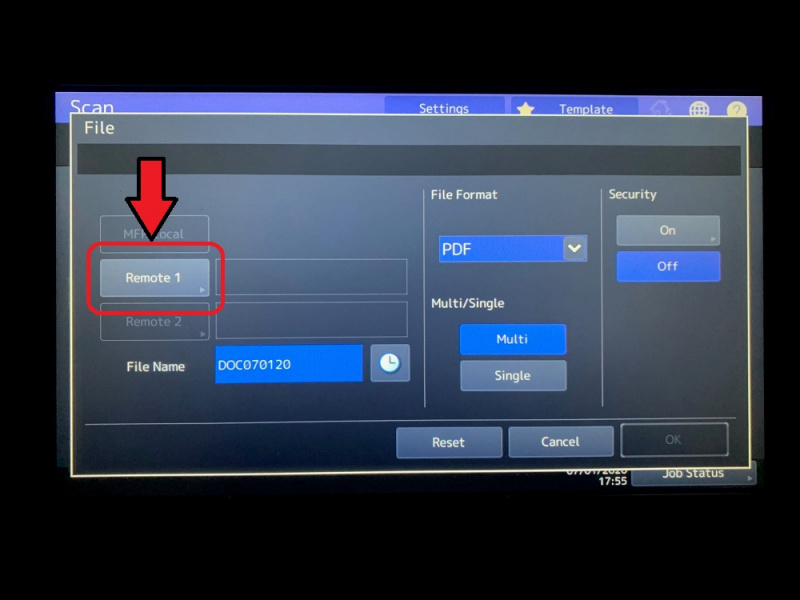 Scan
Settings
Template
?
File
File Format
Security
MFP Local
On
PDF
Off
Remote 1
Multi/Single
Remote 2
Multi
File Name
DOC070120
Single
Reset
Cancel
OK
07/01/2020
Job Status
17:55